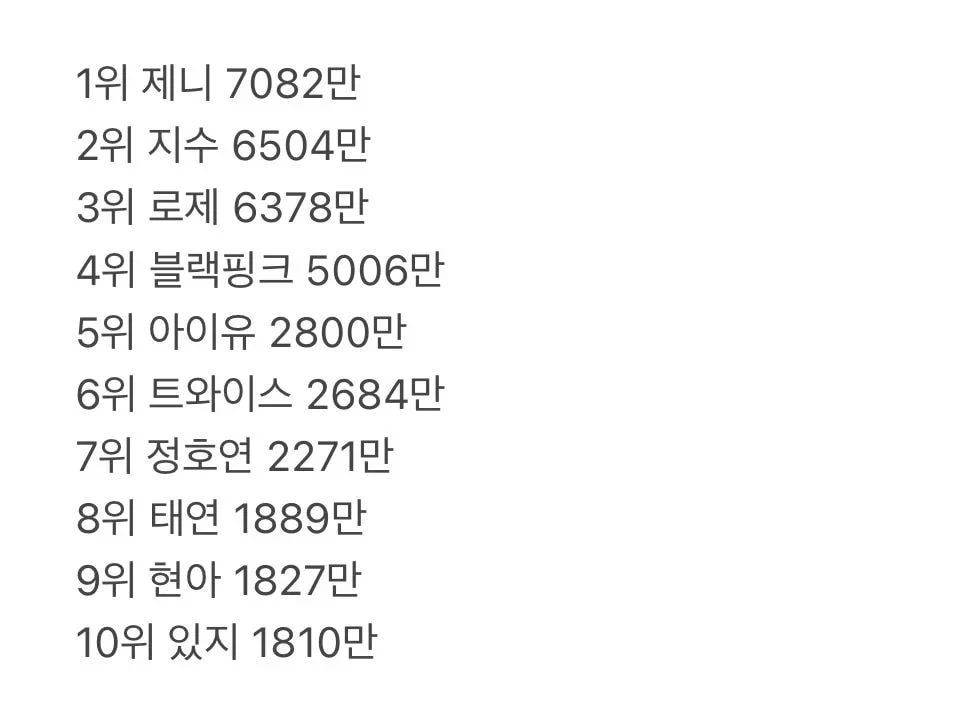 1위 제니 7082만
2위 지수 6504만
3위 로제 6378만
4위 블랙핑크 5006만
5위 아이유 2800만
6위 트와이스 2684만
7위 정호연 2271만
8위 태연 1889만
9위 현아 1827만
10위 있지 1810만